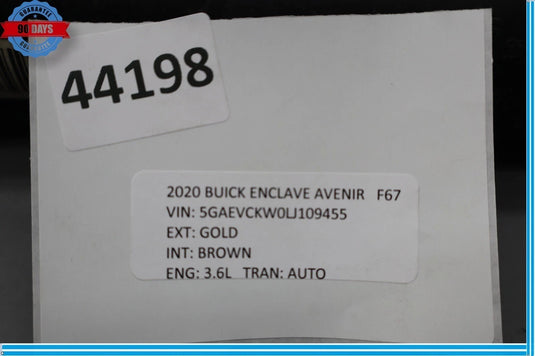 GUARANTEE
90 DAYS
GUARANTEE
44198
2020 BUICK ENCLAVE AVENIR F67
VIN: 5GAEVCKW0LJ109455
EXT: GOLD
INT: BROWN
ENG: 3.6L TRAN: AUTO